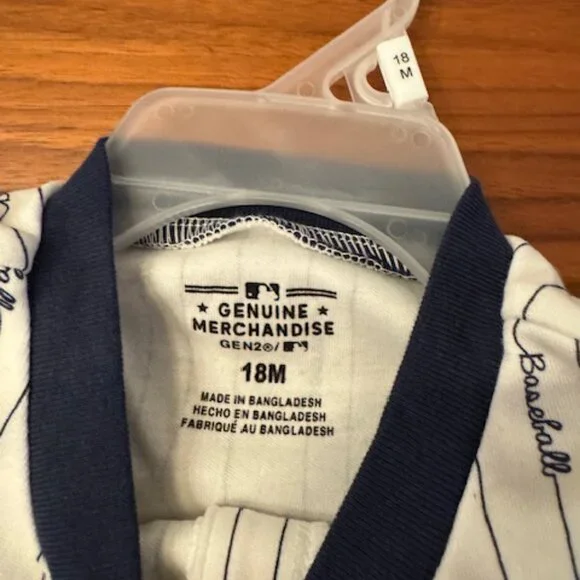 18
M
GENUINE
MERCHANDISE
GEN2®/
18M
MADE IN BANGLADESH
HECHO EN BANGLADESH
FABRIQUÉ AU BANGLADESH
Baseball